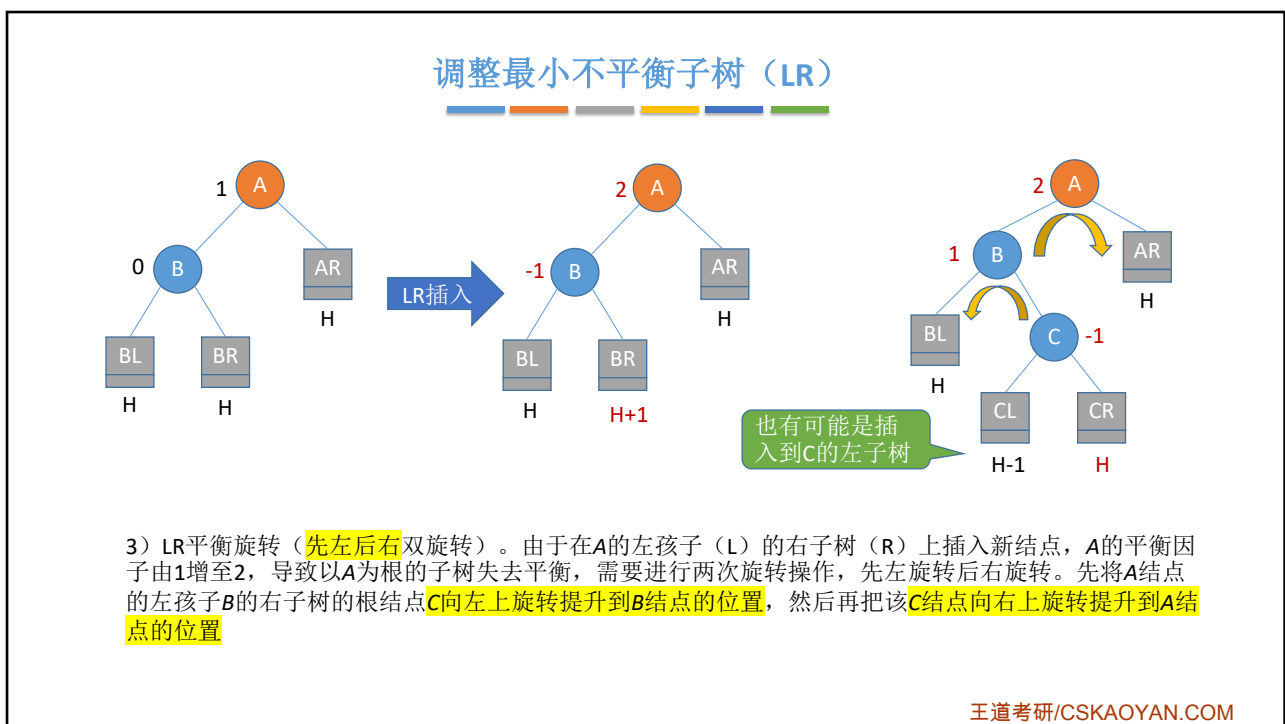 调整最小不平衡子树（LR）
1 A
0 B
AR
H
BL BR
H H
LR插入
2 A
-1 B
AR
H
BL BR
H H+1
2 A
1 B
AR
H
BL
H
C -1
CL CR
H-1 H
也有可能是插
入到C的左子树
3）LR平衡旋转（先左后右双旋转）。由于在A的左孩子（L）的右子树（R）上插入新结点，A的平衡因
子由1增至2，导致以A为根的子树失去平衡，需要进行两次旋转操作，先左旋转后右旋转。先将A结点
的左孩子B的右子树的根结点C向左上旋转提升到B结点的位置，然后再把该C结点向右上旋转提升到A结
点的位置
王道考研/CSKAOYAN.COM